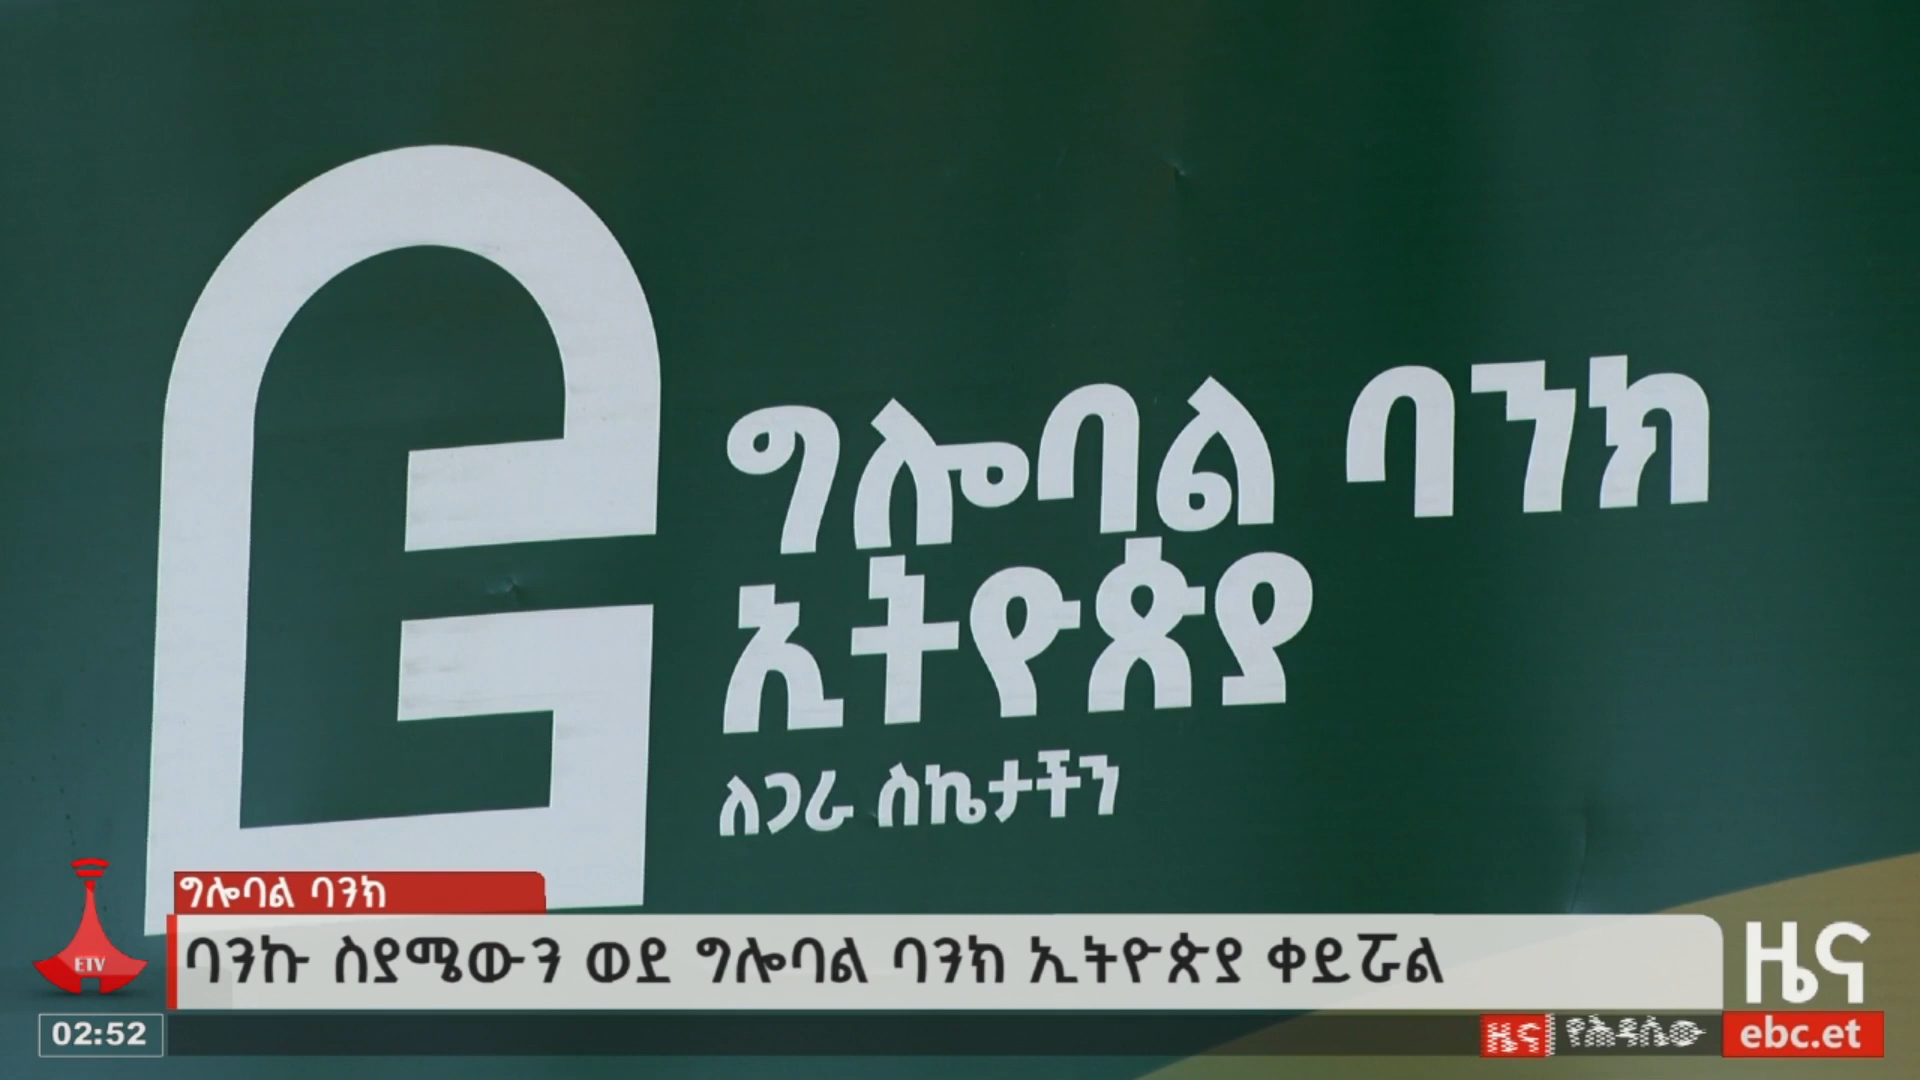 ግሎባል ባንክ
ኢትዮጵያ
ለጋራ ስኬታችን
ግሎባል ባንክ
ባንኩ ስያሜውን ወደ ግሎባል ባንክ ኢትዮጵያ ቀይሯል
ETV
ዜና
02:52
ዜና
ebc.et